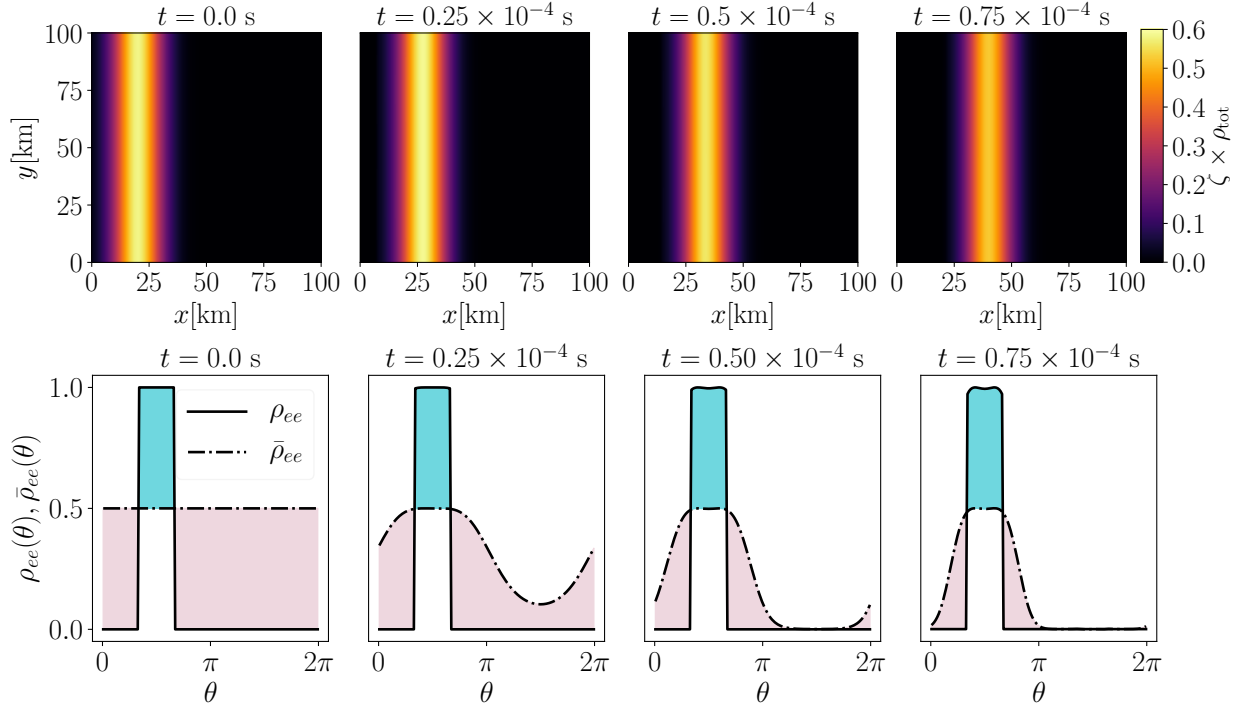 t = 0.0 s
t = 0.25 × 10⁻⁴ s
t = 0.5 × 10⁻⁴ s
t = 0.75 × 10⁻⁴ s
100
75
50
25
0
y[km]
0 25 50 75 100
0 25 50 75 100
0 25 50 75 100
0 25 50 75 100
x[km]
x[km]
x[km]
x[km]
0.6
0.5
0.4
0.3
0.2
0.1
0.0
ζ × ρ_tot
t = 0.0 s
t = 0.25 × 10⁻⁴ s
t = 0.50 × 10⁻⁴ s
t = 0.75 × 10⁻⁴ s
1.0
0.5
0.0
ρ_ee(θ), ρ̄_ee(θ)
ρ_ee
ρ̄_ee
0 π 2π
0 π 2π
0 π 2π
0 π 2π
θ
θ
θ
θ